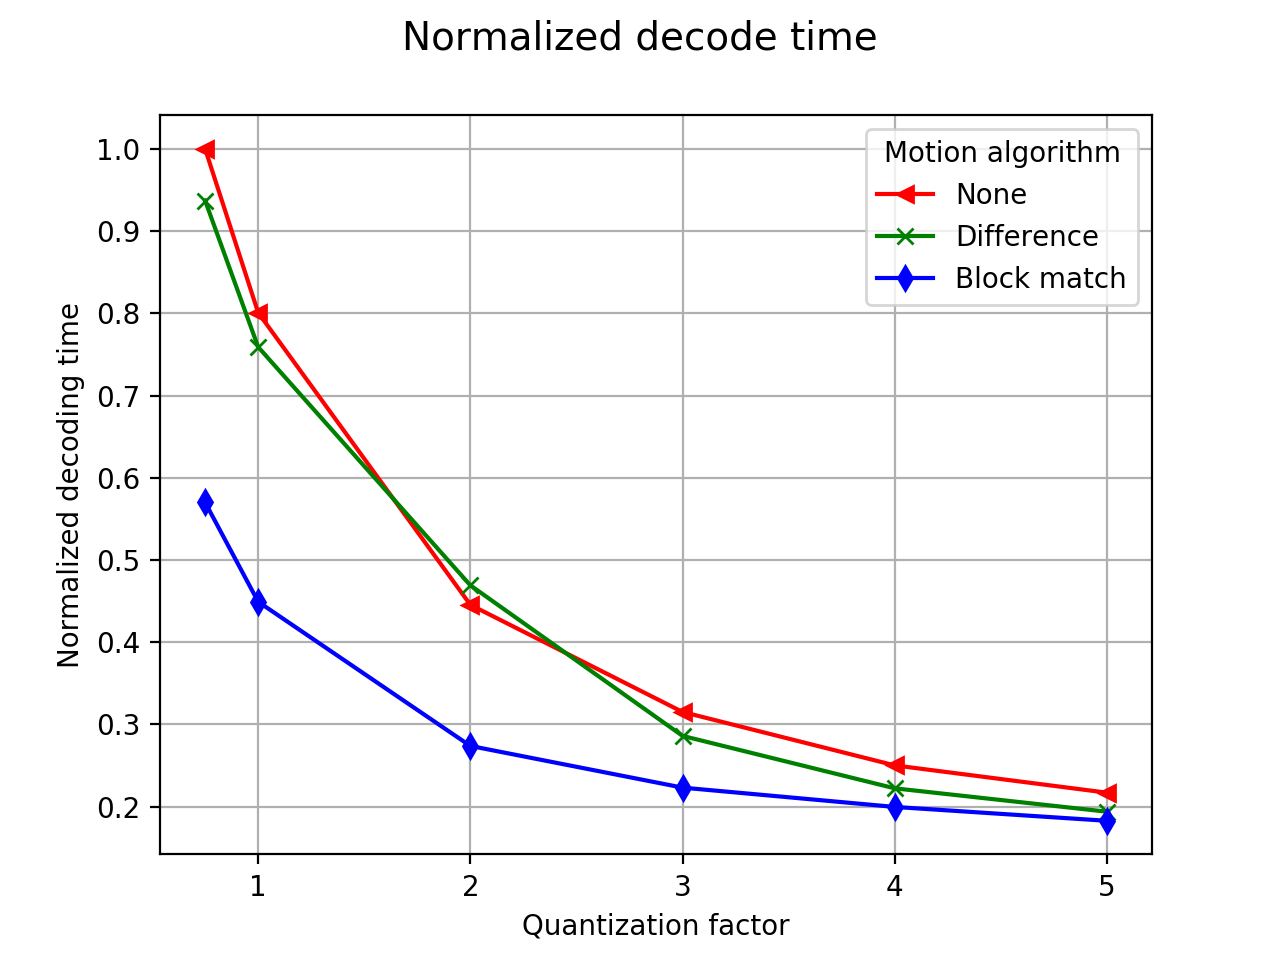 Normalized decode time
Motion algorithm
None
Difference
Block match
Normalized decoding time
1.0
0.9
0.8
0.7
0.6
0.5
0.4
0.3
0.2
1 2 3 4 5
Quantization factor